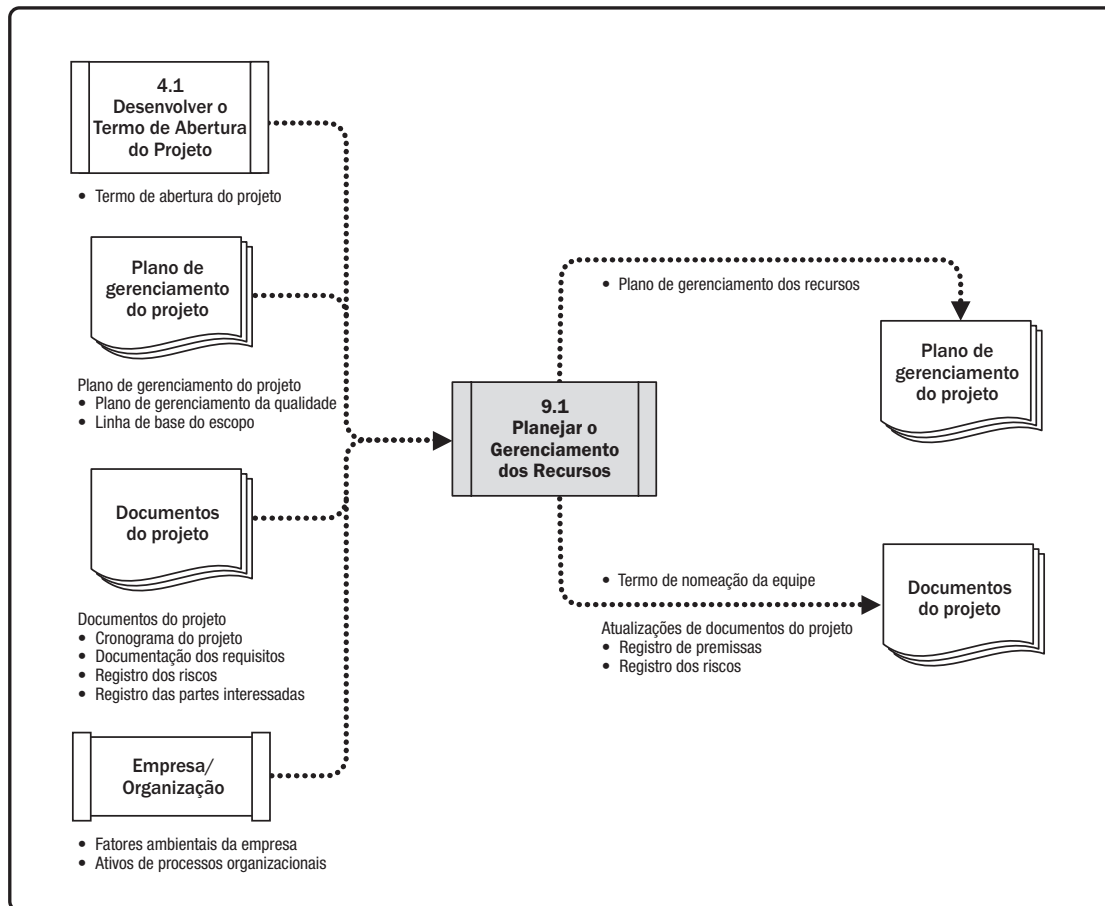 4.1
Desenvolver o
Termo de Abertura
do Projeto
• Termo de abertura do projeto
Plano de
gerenciamento
do projeto
Plano de gerenciamento do projeto
• Plano de gerenciamento da qualidade
• Linha de base do escopo
Documentos
do projeto
Documentos do projeto
• Cronograma do projeto
• Documentação dos requisitos
• Registro dos riscos
• Registro das partes interessadas
Empresa/
Organização
• Fatores ambientais da empresa
• Ativos de processos organizacionais
9.1
Planejar o
Gerenciamento
dos Recursos
• Plano de gerenciamento dos recursos
Plano de
gerenciamento
do projeto
• Termo de nomeação da equipe
Atualizações de documentos do projeto
• Registro de premissas
• Registro dos riscos
Documentos
do projeto